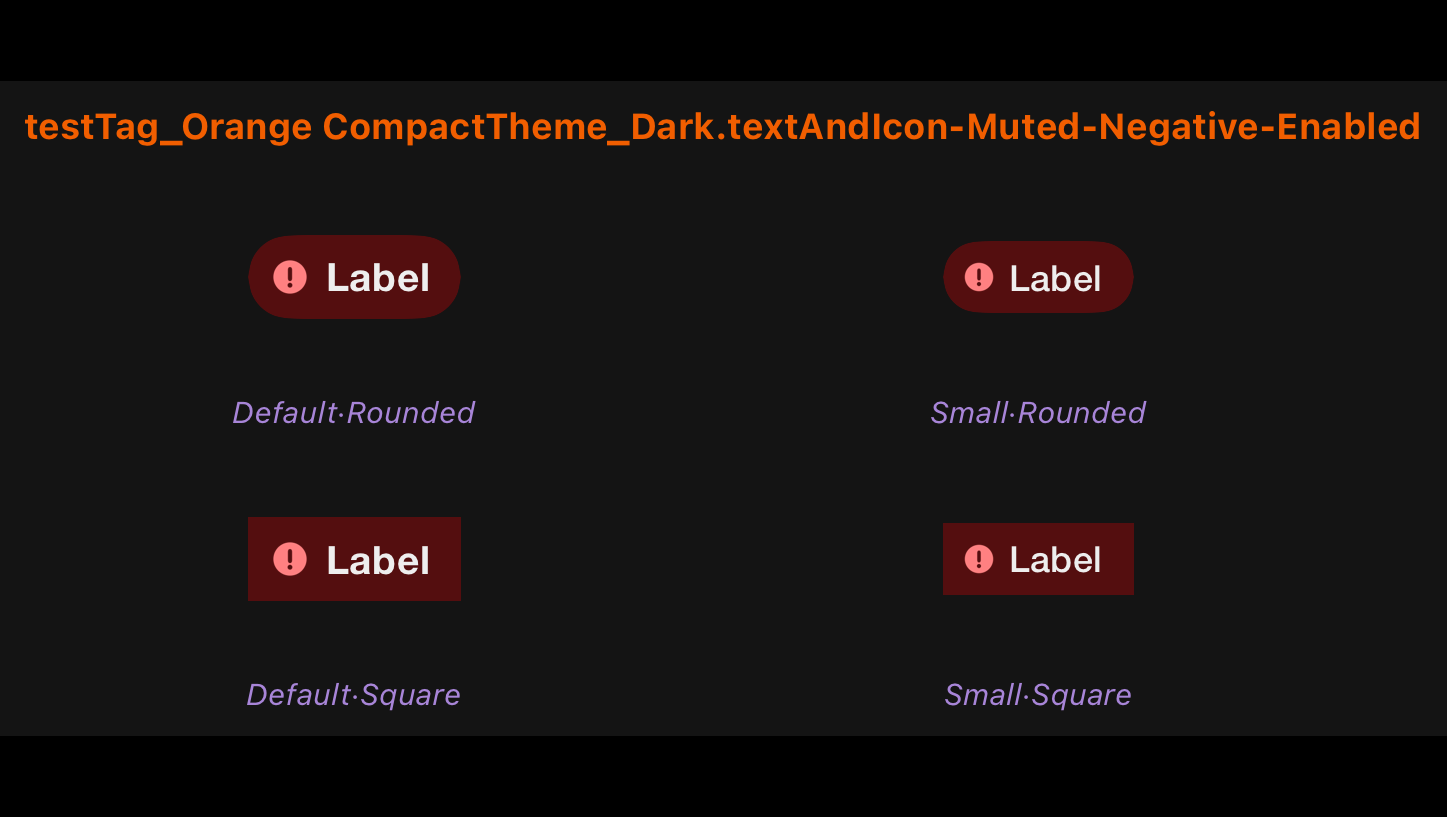 testTag_Orange CompactTheme_Dark.textAndIcon-Muted-Negative-Enabled
Label
Label
Default·Rounded
Small·Rounded
Label
Label
Default·Square
Small·Square